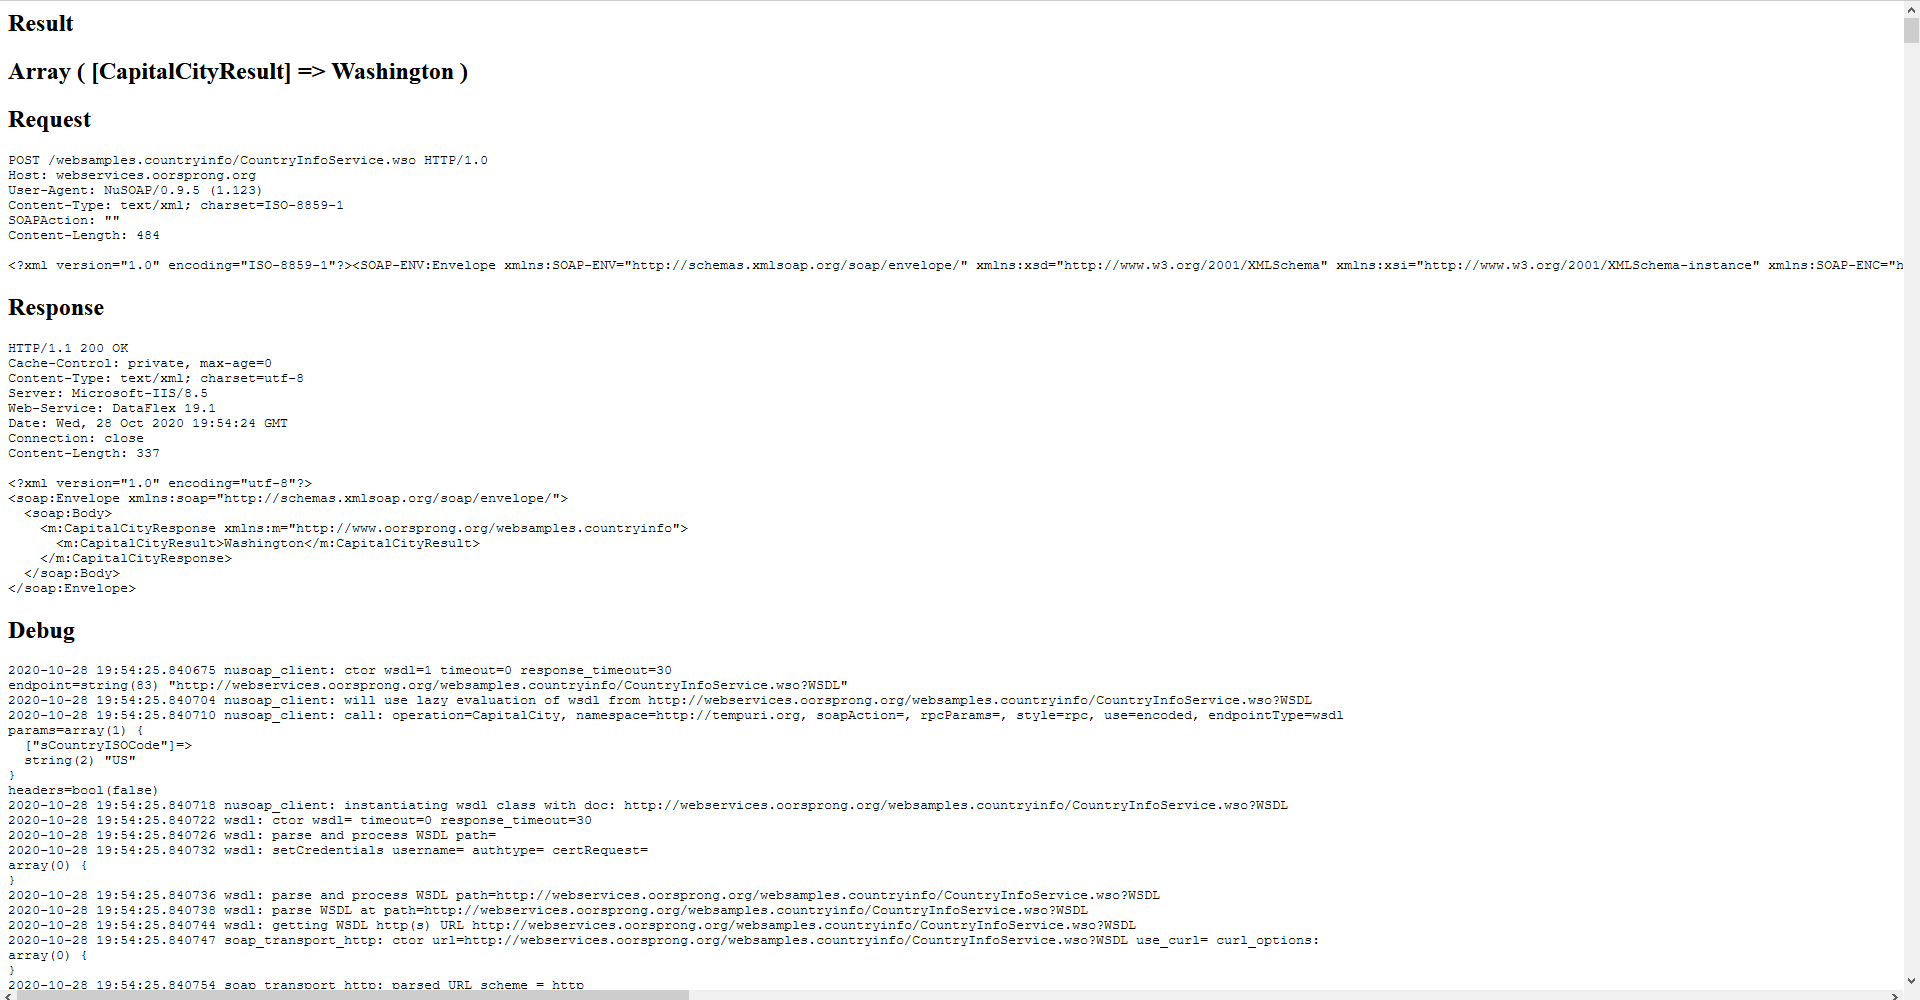 Result
Array ( [CapitalCityResult] => Washington )
Request
POST /websamples.countryinfo/CountryInfoService.wso HTTP/1.0
Host: webservices.oorsprong.org
User-Agent: NuSOAP/0.9.5 (1.123)
Content-Type: text/xml; charset=ISO-8859-1
SOAPAction: ""
Content-Length: 484
<?xml version="1.0" encoding="ISO-8859-1"?><SOAP-ENV:Envelope xmlns:SOAP-ENV="http://schemas.xmlsoap.org/soap/envelope/" xmlns:xsd="http://www.w3.org/2001/XMLSchema" xmlns:xsi="http://www.w3.org/2001/XMLSchema-instance" xmlns:SOAP-ENC="h
Response
HTTP/1.1 200 OK
Cache-Control: private, max-age=0
Content-Type: text/xml; charset=utf-8
Server: Microsoft-IIS/8.5
Web-Service: DataFlex 19.1
Date: Wed, 28 Oct 2020 19:54:24 GMT
Connection: close
Content-Length: 337
<?xml version="1.0" encoding="utf-8"?>
<soap:Envelope xmlns:soap="http://schemas.xmlsoap.org/soap/envelope/">
  <soap:Body>
    <m:CapitalCityResponse xmlns:m="http://www.oorsprong.org/websamples.countryinfo">
      <m:CapitalCityResult>Washington</m:CapitalCityResult>
    </m:CapitalCityResponse>
  </soap:Body>
</soap:Envelope>
Debug
2020-10-28 19:54:25.840675 nusoap_client: ctor wsdl=1 timeout=0 response_timeout=30
endpoint=string(83) "http://webservices.oorsprong.org/websamples.countryinfo/CountryInfoService.wso?WSDL"
2020-10-28 19:54:25.840704 nusoap_client: will use lazy evaluation of wsdl from http://webservices.oorsprong.org/websamples.countryinfo/CountryInfoService.wso?WSDL
2020-10-28 19:54:25.840710 nusoap_client: call: operation=CapitalCity, namespace=http://tempuri.org, soapAction=, rpcParams=, style=rpc, use=encoded, endpointType=wsdl
params=array(1) {
  ["sCountryISOCode"]=>
  string(2) "US"
}
headers=bool(false)
2020-10-28 19:54:25.840718 nusoap_client: instantiating wsdl class with doc: http://webservices.oorsprong.org/websamples.countryinfo/CountryInfoService.wso?WSDL
2020-10-28 19:54:25.840722 wsdl: ctor wsdl= timeout=0 response_timeout=30
2020-10-28 19:54:25.840726 wsdl: parse and process WSDL path=
2020-10-28 19:54:25.840732 wsdl: setCredentials username= authtype= certRequest=
array(0) {
}
2020-10-28 19:54:25.840736 wsdl: parse and process WSDL path=http://webservices.oorsprong.org/websamples.countryinfo/CountryInfoService.wso?WSDL
2020-10-28 19:54:25.840738 wsdl: parse WSDL at path=http://webservices.oorsprong.org/websamples.countryinfo/CountryInfoService.wso?WSDL
2020-10-28 19:54:25.840744 wsdl: getting WSDL http(s) URL http://webservices.oorsprong.org/websamples.countryinfo/CountryInfoService.wso?WSDL
2020-10-28 19:54:25.840747 soap_transport_http: ctor url=http://webservices.oorsprong.org/websamples.countryinfo/CountryInfoService.wso?WSDL use_curl= curl_options:
array(0) {
}
2020-10-28 19:54:25.840754 soap_transport_http: parsed URL scheme = http